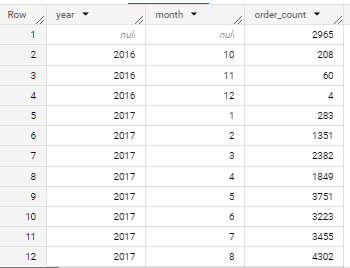 Row year month order_count
1 null null 2965
2 2016 10 208
3 2016 11 60
4 2016 12 4
5 2017 1 283
6 2017 2 1351
7 2017 3 2382
8 2017 4 1849
9 2017 5 3751
10 2017 6 3223
11 2017 7 3455
12 2017 8 4302